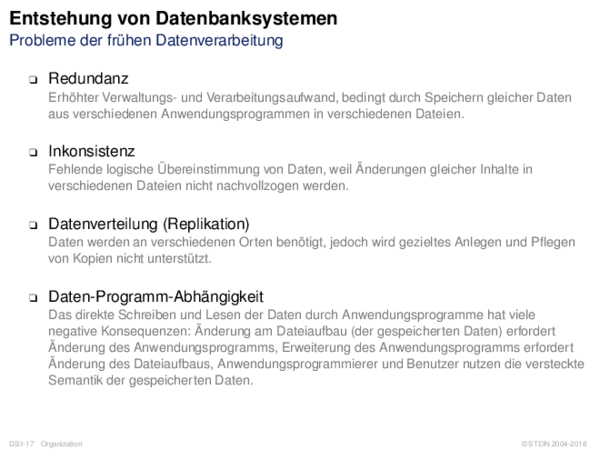 Entstehung von Datenbanksystemen
Probleme der frühen Datenverarbeitung
❑ Redundanz
Erhöhter Verwaltungs- und Verarbeitungsaufwand, bedingt durch Speichern gleicher Daten
aus verschiedenen Anwendungsprogrammen in verschiedenen Dateien.
❑ Inkonsistenz
Fehlende logische Übereinstimmung von Daten, weil Änderungen gleicher Inhalte in
verschiedenen Dateien nicht nachvollzogen werden.
❑ Datenverteilung (Replikation)
Daten werden an verschiedenen Orten benötigt, jedoch wird gezieltes Anlegen und Pflegen
von Kopien nicht unterstützt.
❑ Daten-Programm-Abhängigkeit
Das direkte Schreiben und Lesen der Daten durch Anwendungsprogramme hat viele
negative Konsequenzen: Änderung am Dateiaufbau (der gespeicherten Daten) erfordert
Änderung des Anwendungsprogramms, Erweiterung des Anwendungsprogramms erfordert
Änderung des Dateiaufbaus, Anwendungsprogrammierer und Benutzer nutzen die versteckte
Semantik der gespeicherten Daten.
DB:I-17 Organization © STEIN 2004-2018